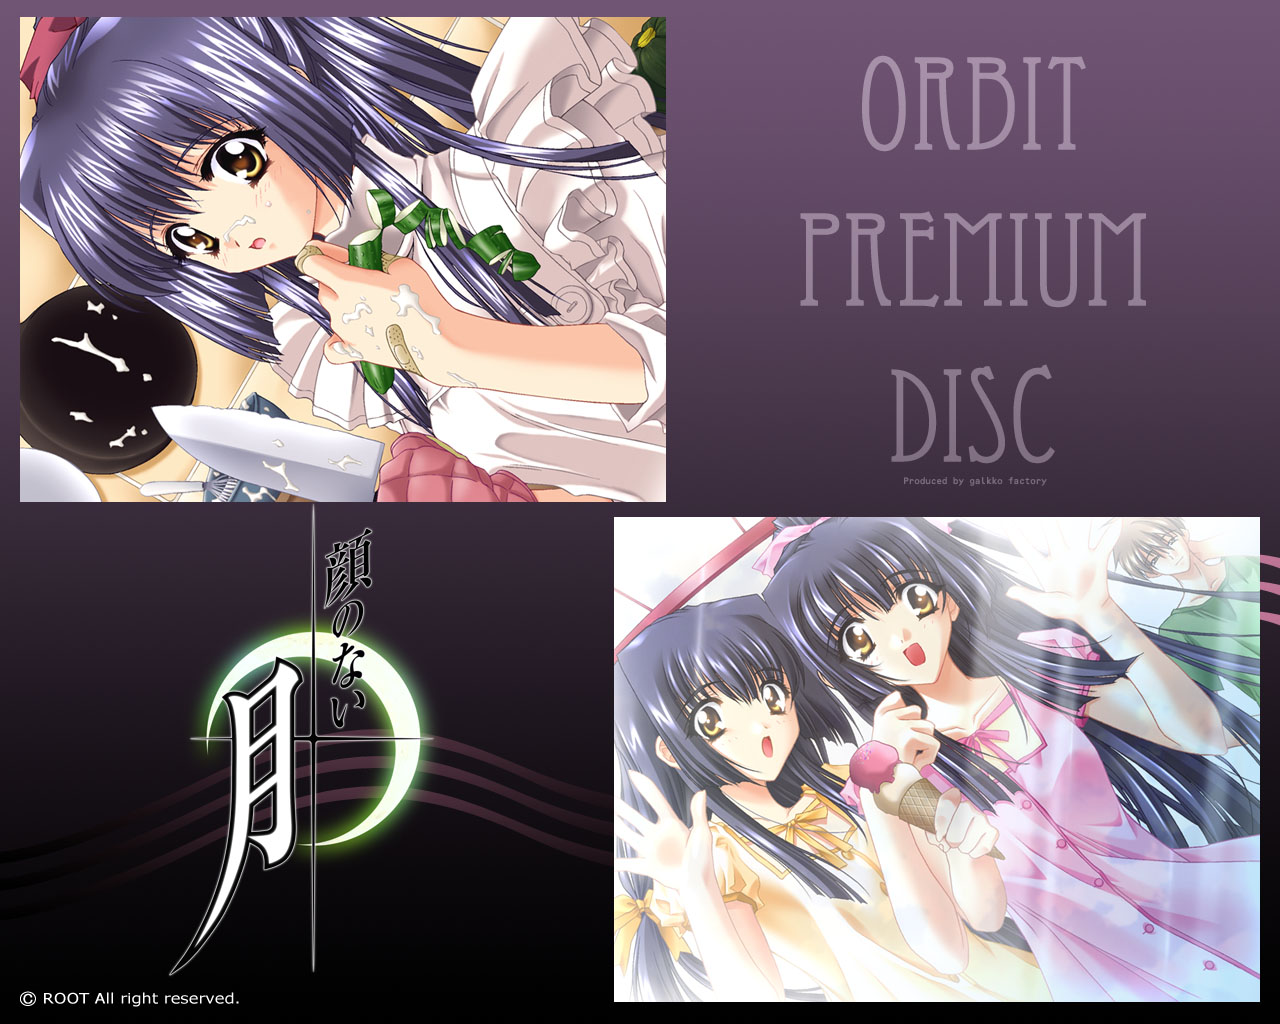 ORBIT
PREMIUM
DISC
Produced by galkko factory
顔のない
月
© ROOT All right reserved.